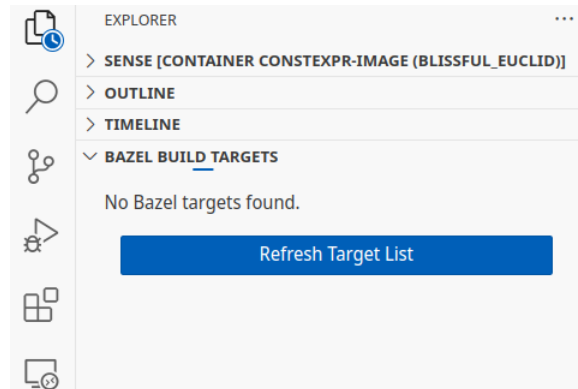 EXPLORER
SENSE [CONTAINER CONSTEXPR-IMAGE (BLISSFUL_EUCLID)]
OUTLINE
TIMELINE
BAZEL BUILD TARGETS
No Bazel targets found.
Refresh Target List